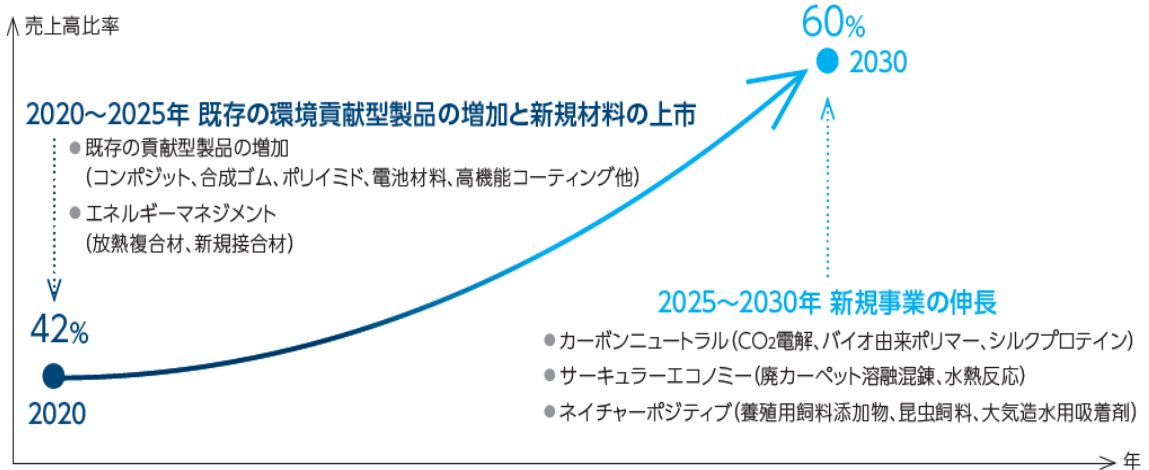 売上高比率
60%
2030
2020～2025年 既存の環境貢献型製品の増加と新規材料の上市
●既存の貢献型製品の増加
(コンポジット、合成ゴム、ポリイミド、電池材料、高機能コーティング他)
●エネルギーマネジメント
(放熱複合材、新規接合材)
42%
2020
2025～2030年 新規事業の伸長
●カーボンニュートラル(CO₂電解、バイオ由来ポリマー、シルクプロテイン)
●サーキュラーエコノミー(廃カーペット溶融混錬、水熱反応)
●ネイチャーポジティブ(養殖用飼料添加物、昆虫飼料、大気造水用吸着剤)
年